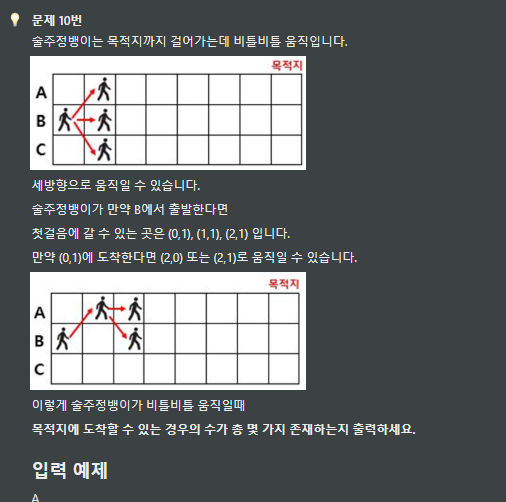 문제 10번
술주정뱅이는 목적지까지 걸어가는데 비틀비틀 움직입니다.
목적지
A
B
C
세방향으로 움직일 수 있습니다.
술주정뱅이가 만약 B에서 출발한다면
첫걸음에 갈 수 있는 곳은 (0,1), (1,1), (2,1) 입니다.
만약 (0,1)에 도착한다면 (2,0) 또는 (2,1)로 움직일 수 있습니다.
목적지
A
B
C
이렇게 술주정뱅이가 비틀비틀 움직일때
목적지에 도착할 수 있는 경우의 수가 총 몇 가지 존재하는지 출력하세요.
입력 예제
A